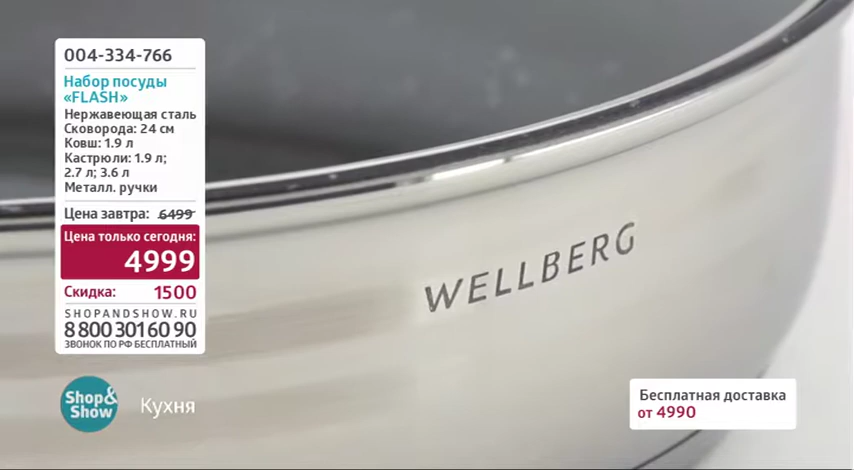 004-334-766
Набор посуды
«FLASH»
Нержавеющая сталь
Сковорода: 24 см
Ковш: 1.9 л
Кастрюли: 1.9 л;
2.7 л; 3.6 л
Металл. ручки
Цена завтра: 6499
Цена только сегодня:
4999
Скидка: 1500
SHOPANDSHOW.RU
8 800 301 60 90
ЗВОНОК ПО РФ БЕСПЛАТНЫЙ
WELLBERG
Shop&
Show
Кухня
Бесплатная доставка
от 4990